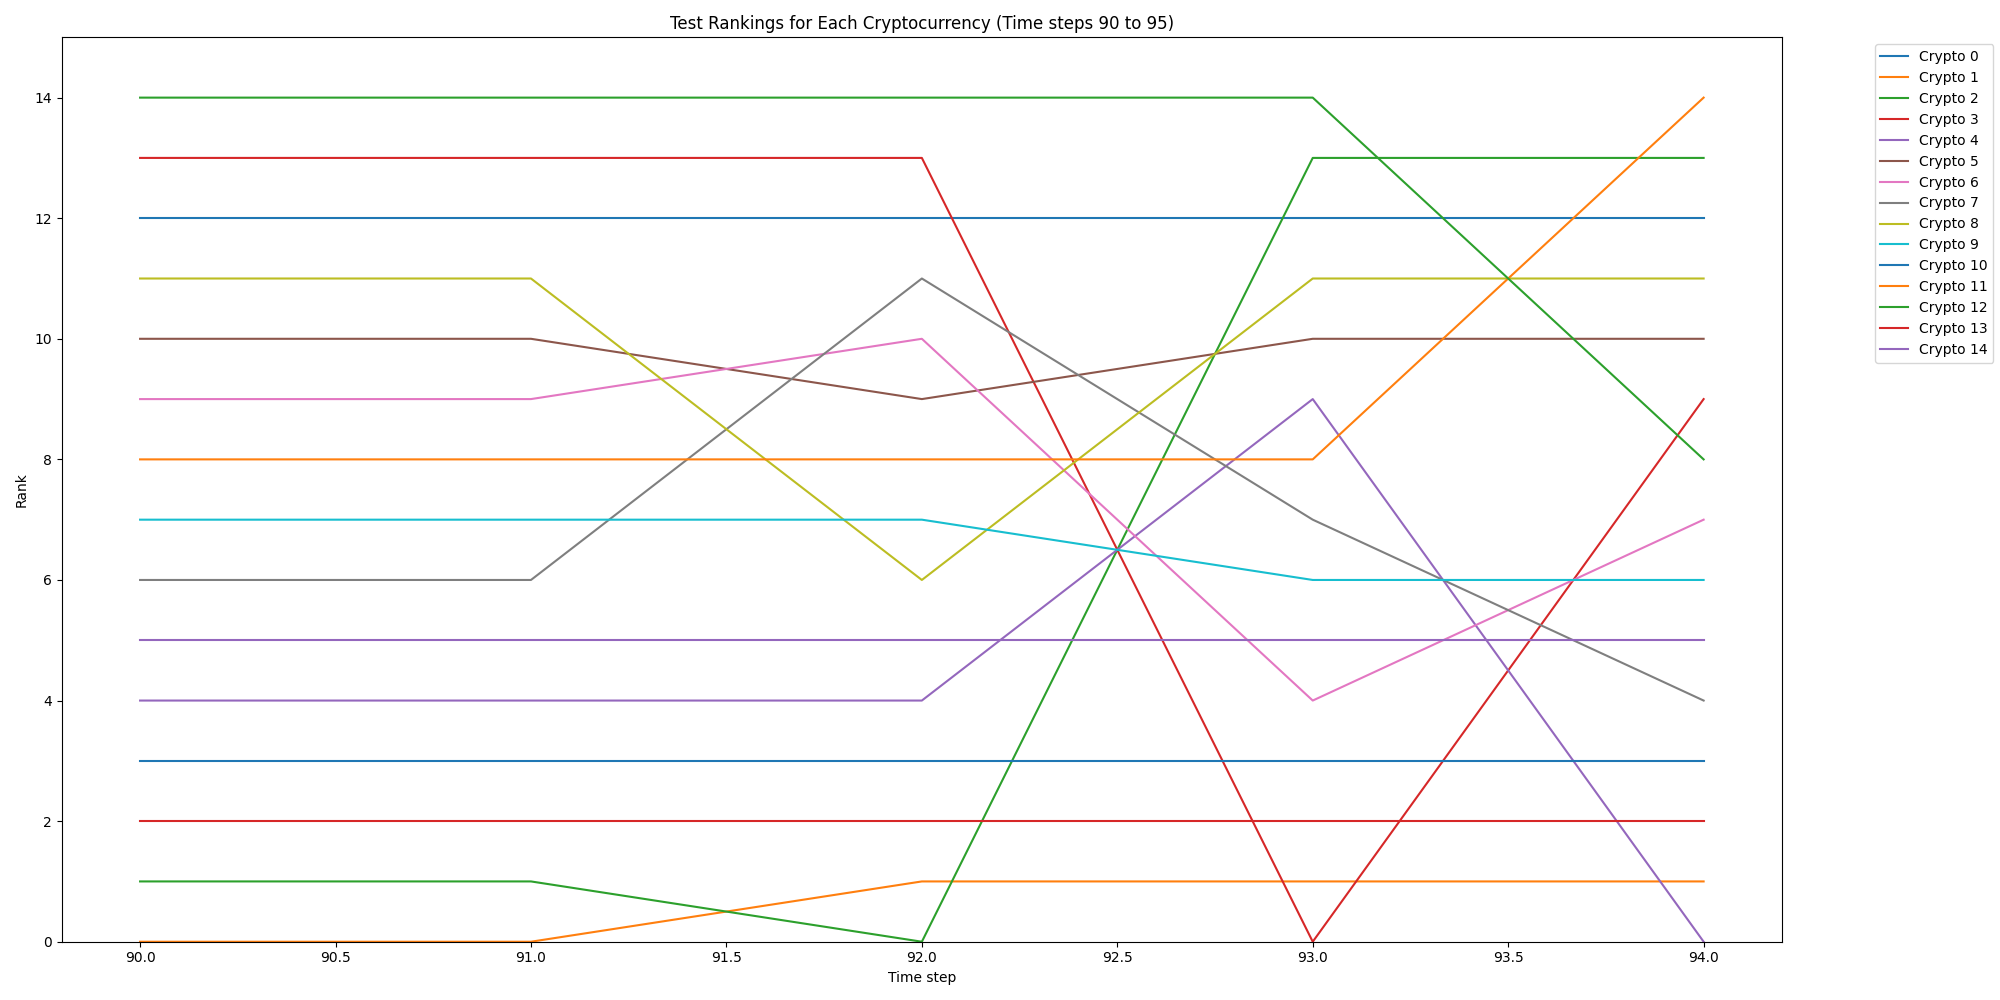 Test Rankings for Each Cryptocurrency (Time steps 90 to 95)
14
12
10
8
6
4
2
0
Rank
90.0
90.5
91.0
91.5
92.0
92.5
93.0
93.5
94.0
Time step
Crypto 0
Crypto 1
Crypto 2
Crypto 3
Crypto 4
Crypto 5
Crypto 6
Crypto 7
Crypto 8
Crypto 9
Crypto 10
Crypto 11
Crypto 12
Crypto 13
Crypto 14